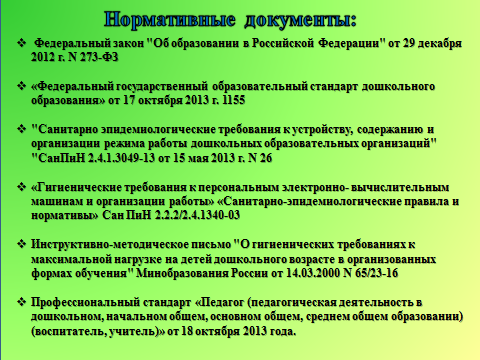 Нормативные документы:
❖ Федеральный закон "Об образовании в Российской Федерации" от 29 декабря
2012 г. N 273-ФЗ
❖ «Федеральный государственный образовательный стандарт дошкольного
образования» от 17 октября 2013 г. 1155
❖ "Санитарно эпидемиологические требования к устройству, содержанию и
организации режима работы дошкольных образовательных организаций"
"СанПиН 2.4.1.3049-13 от 15 мая 2013 г. N 26
❖ «Гигиенические требования к персональным электронно- вычислительным
машинам и организации работы» «Санитарно-эпидемиологические правила и
нормативы» Сан ПиН 2.2.2/2.4.1340-03
❖ Инструктивно-методическое письмо "О гигиенических требованиях к
максимальной нагрузке на детей дошкольного возрасте в организованных
формах обучения" Минобразования России от 14.03.2000 N 65/23-16
❖ Профессиональный стандарт «Педагог (педагогическая деятельность в
дошкольном, начальном общем, основном общем, среднем общем образовании)
(воспитатель, учитель)» от 18 октября 2013 года.